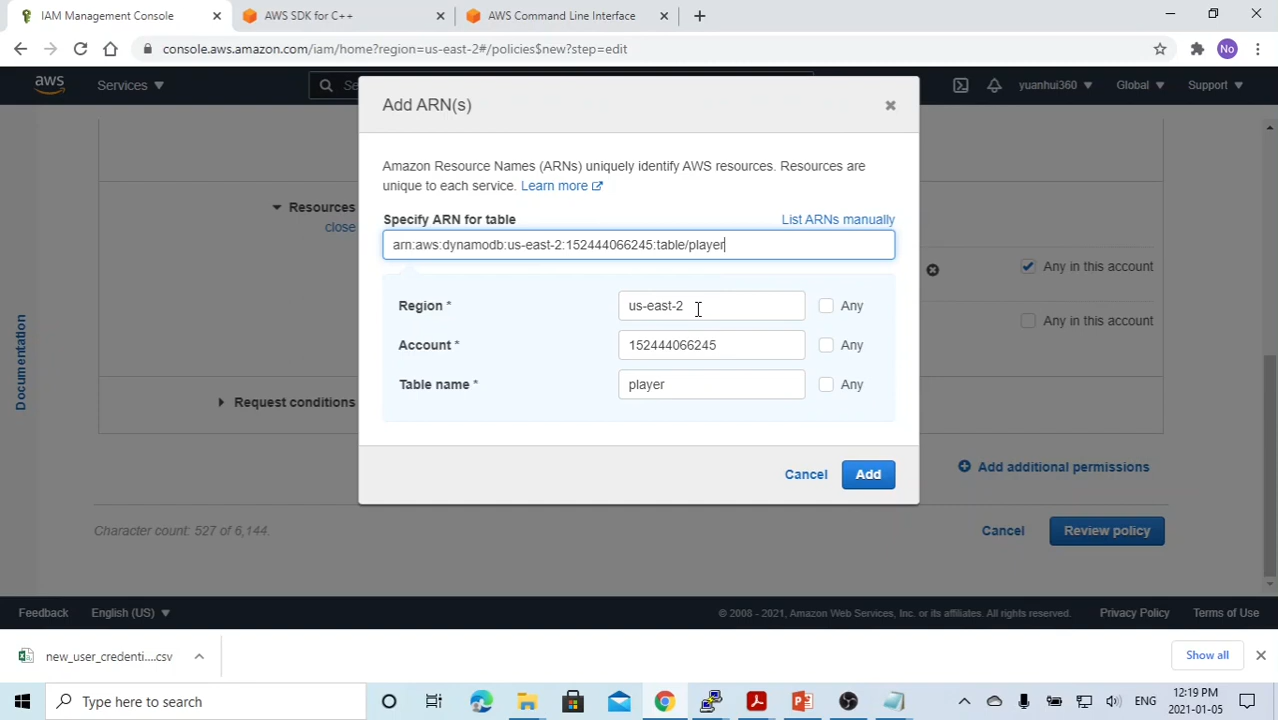 IAM Management Console
AWS SDK for C++
AWS Command Line Interface
console.aws.amazon.com/iam/home?region=us-east-2#/policies$new?step=edit
No
aws
Services
Se
yuanhui360
Global
Support
Add ARN(s)
Amazon Resource Names (ARNs) uniquely identify AWS resources. Resources are
unique to each service. Learn more
Specify ARN for table
List ARNs manually
arn:aws:dynamodb:us-east-2:152444066245:table/player
Resources
close
Any in this account
Any in this account
Region *
us-east-2
Any
Account *
152444066245
Any
Table name *
player
Any
Documentation
Request conditions
Cancel
Add
Add additional permissions
Character count: 527 of 6,144.
Cancel
Review policy
Feedback
English (US)
© 2008 - 2021, Amazon Web Services, Inc. or its affiliates. All rights reserved.
Privacy Policy
Terms of Use
new_user_credenti....csv
Show all
Type here to search
ENG
12:19 PM
2021-01-05